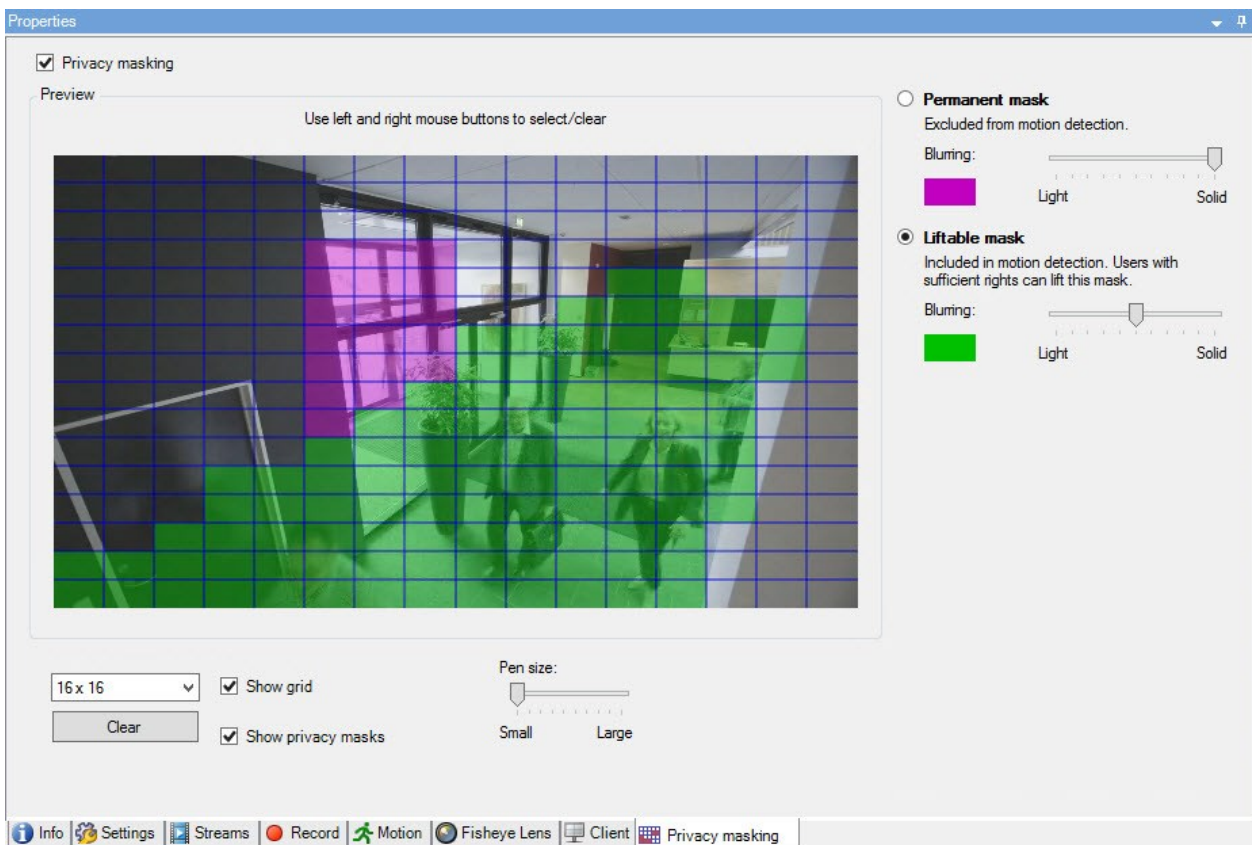 Properties
Privacy masking
Preview
Use left and right mouse buttons to select/clear
Permanent mask
Excluded from motion detection.
Blurring:
Light
Solid
Liftable mask
Included in motion detection. Users with
sufficient rights can lift this mask.
Blurring:
Light
Solid
16 x 16
Show grid
Pen size:
Clear
Show privacy masks
Small
Large
Info
Settings
Streams
Record
Motion
Fisheye Lens
Client
Privacy masking